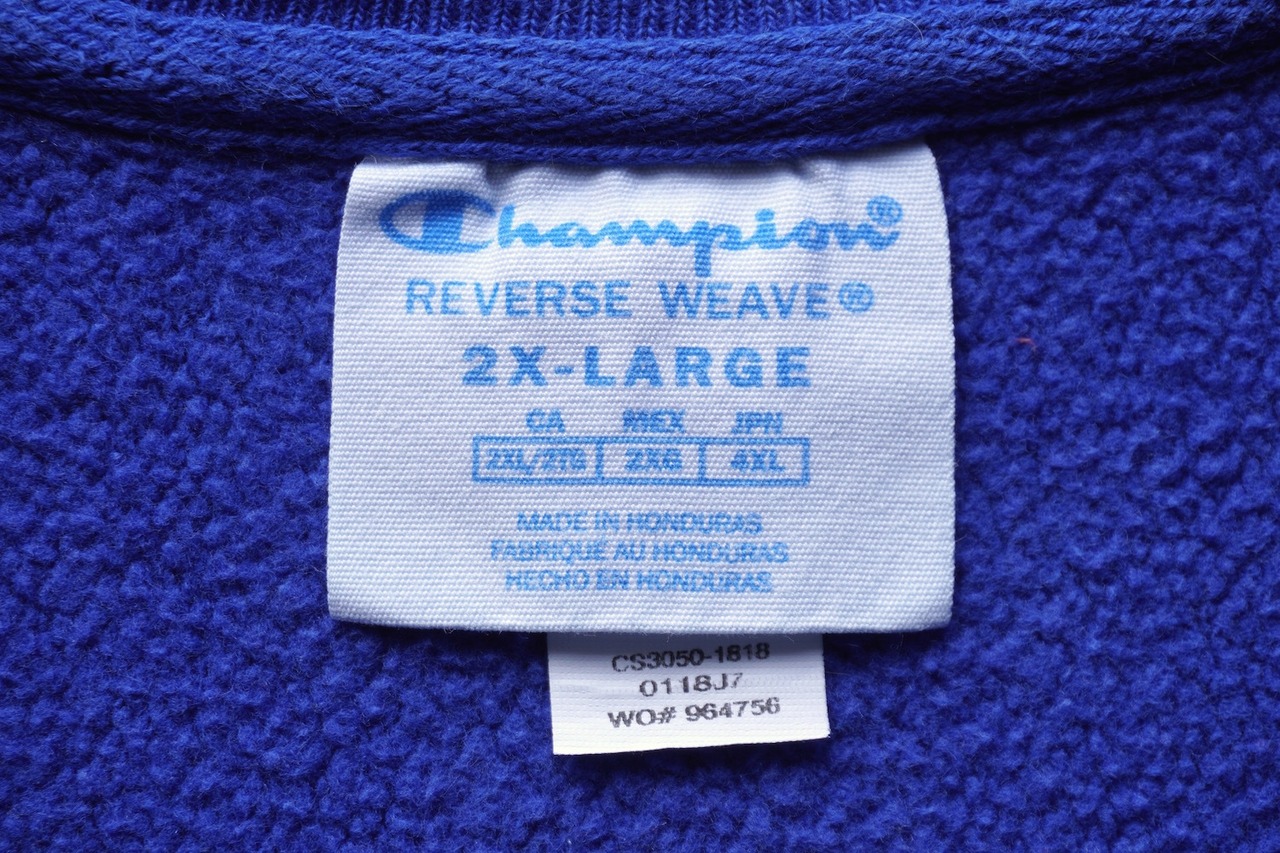 Champion®
REVERSE WEAVE®
2X-LARGE
CA MEX JPN
2XL/2TG 2XG 4XL
MADE IN HONDURAS
FABRIQUÉ AU HONDURAS
HECHO EN HONDURAS
CS3050-1818
0118J7
WO# 964756